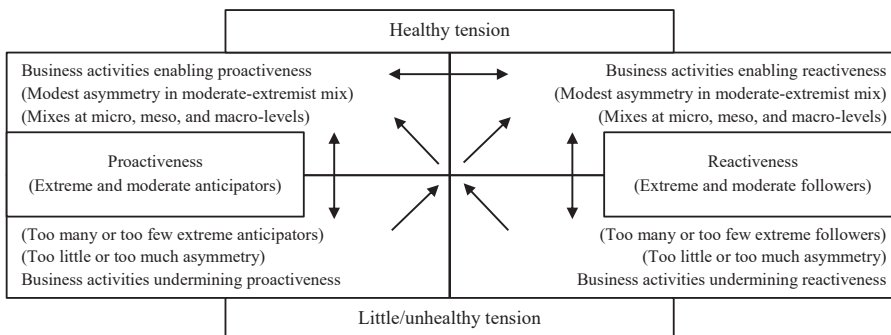 Healthy tension
Business activities enabling proactiveness
(Modest asymmetry in moderate-extremist mix)
(Mixes at micro, meso, and macro-levels)
Business activities enabling reactiveness
(Modest asymmetry in moderate-extremist mix)
(Mixes at micro, meso, and macro-levels)
Proactiveness
(Extreme and moderate anticipators)
Reactiveness
(Extreme and moderate followers)
(Too many or too few extreme anticipators)
(Too little or too much asymmetry)
Business activities undermining proactiveness
(Too many or too few extreme followers)
(Too little or too much asymmetry)
Business activities undermining reactiveness
Little/unhealthy tension